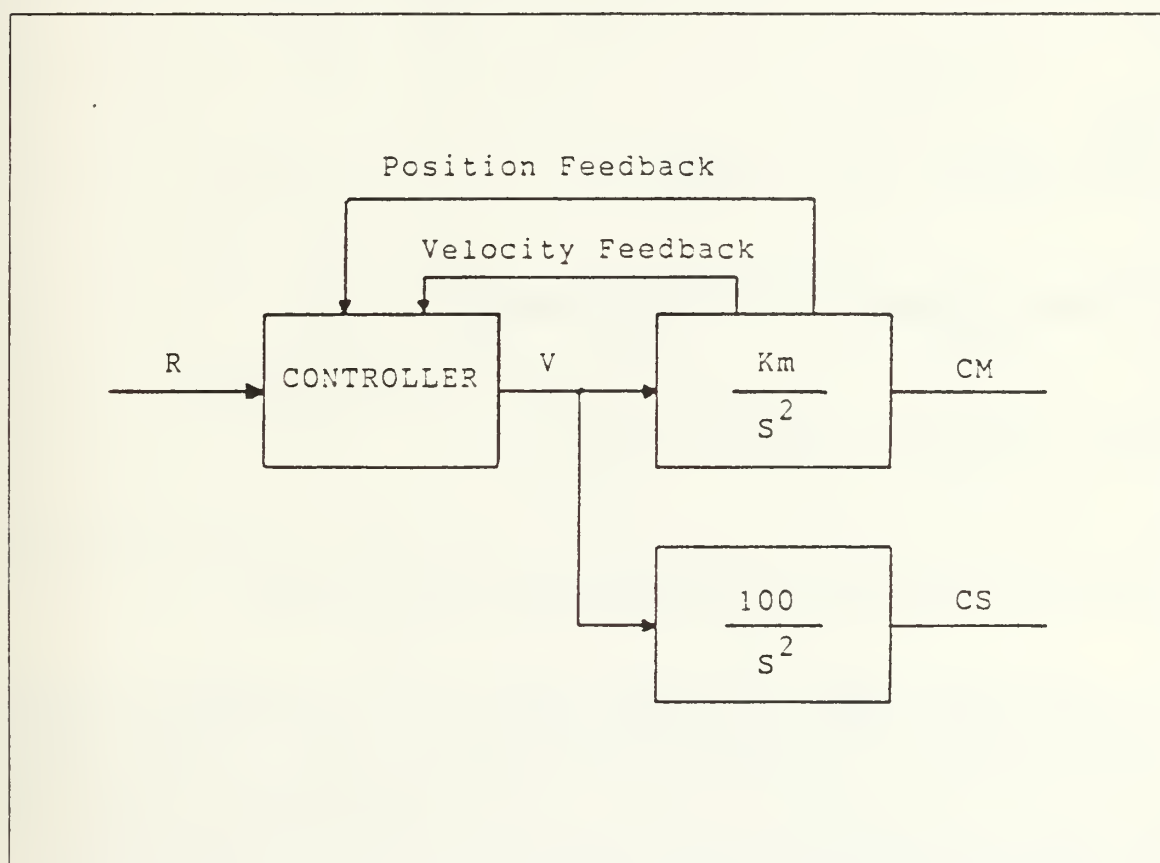 Position Feedback
Velocity Feedback
R
CONTROLLER
V
Km
S²
CM
100
S²
CS